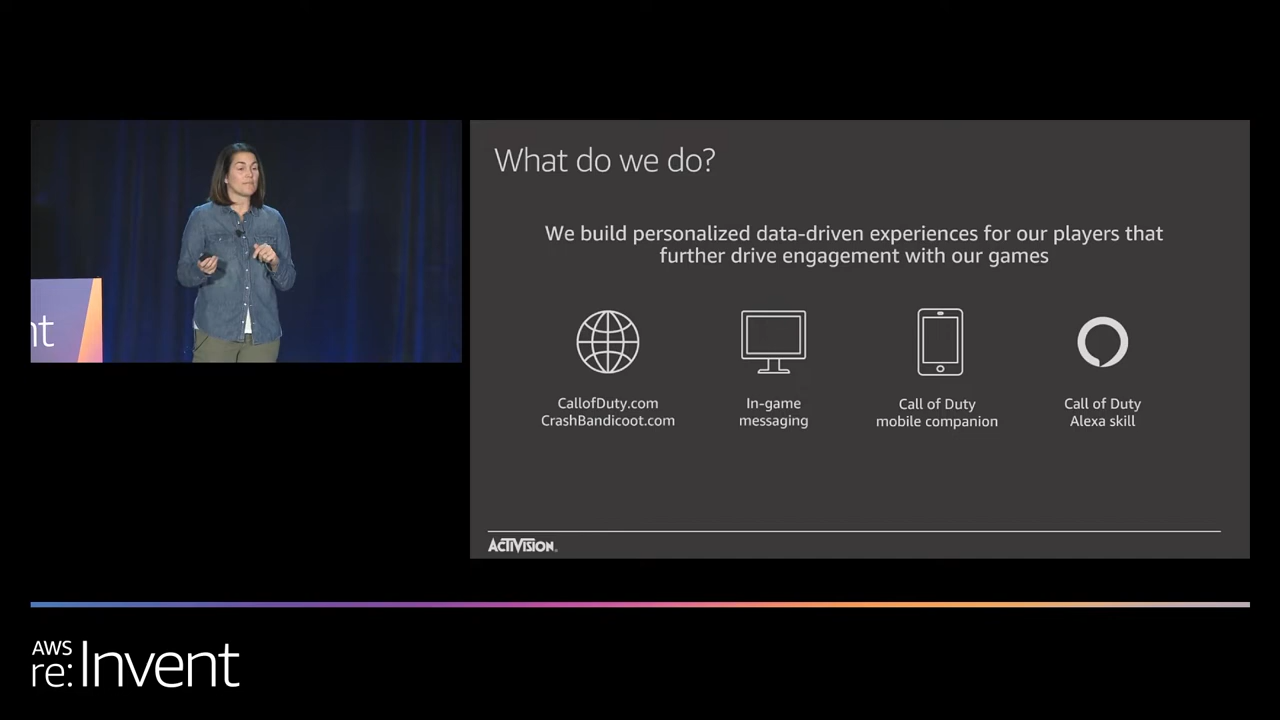 What do we do?
We build personalized data-driven experiences for our players that
further drive engagement with our games
CallofDuty.com
CrashBandicoot.com
In-game
messaging
Call of Duty
mobile companion
Call of Duty
Alexa skill
ACTIVISION
nt
AWS
re:Invent